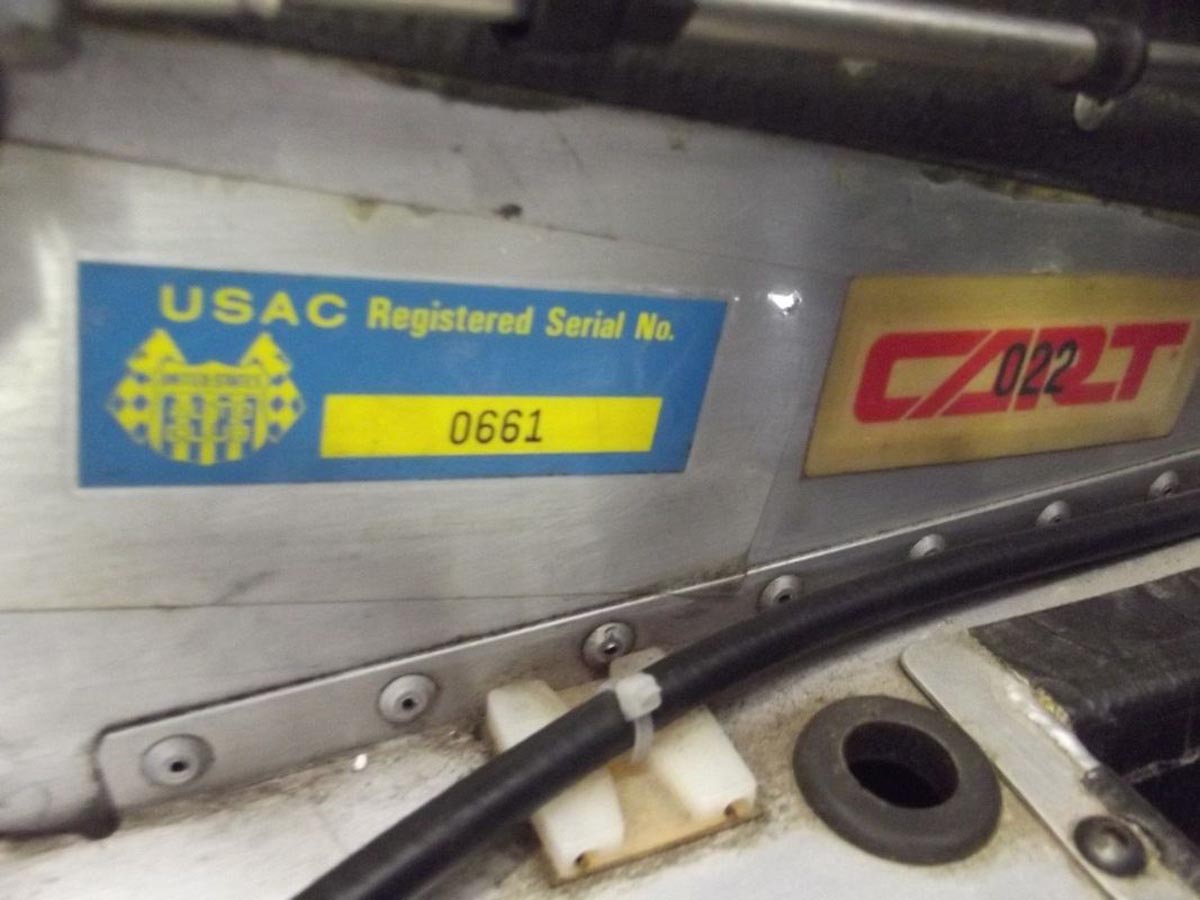 USAC Registered Serial No.
0661
CART
022